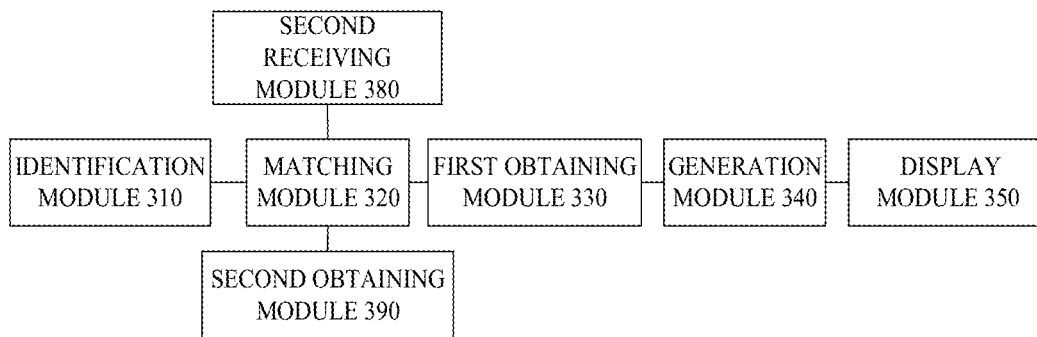 SECOND
RECEIVING
MODULE 380
IDENTIFICATION
MODULE 310
MATCHING
MODULE 320
FIRST OBTAINING
MODULE 330
GENERATION
MODULE 340
DISPLAY
MODULE 350
SECOND OBTAINING
MODULE 390